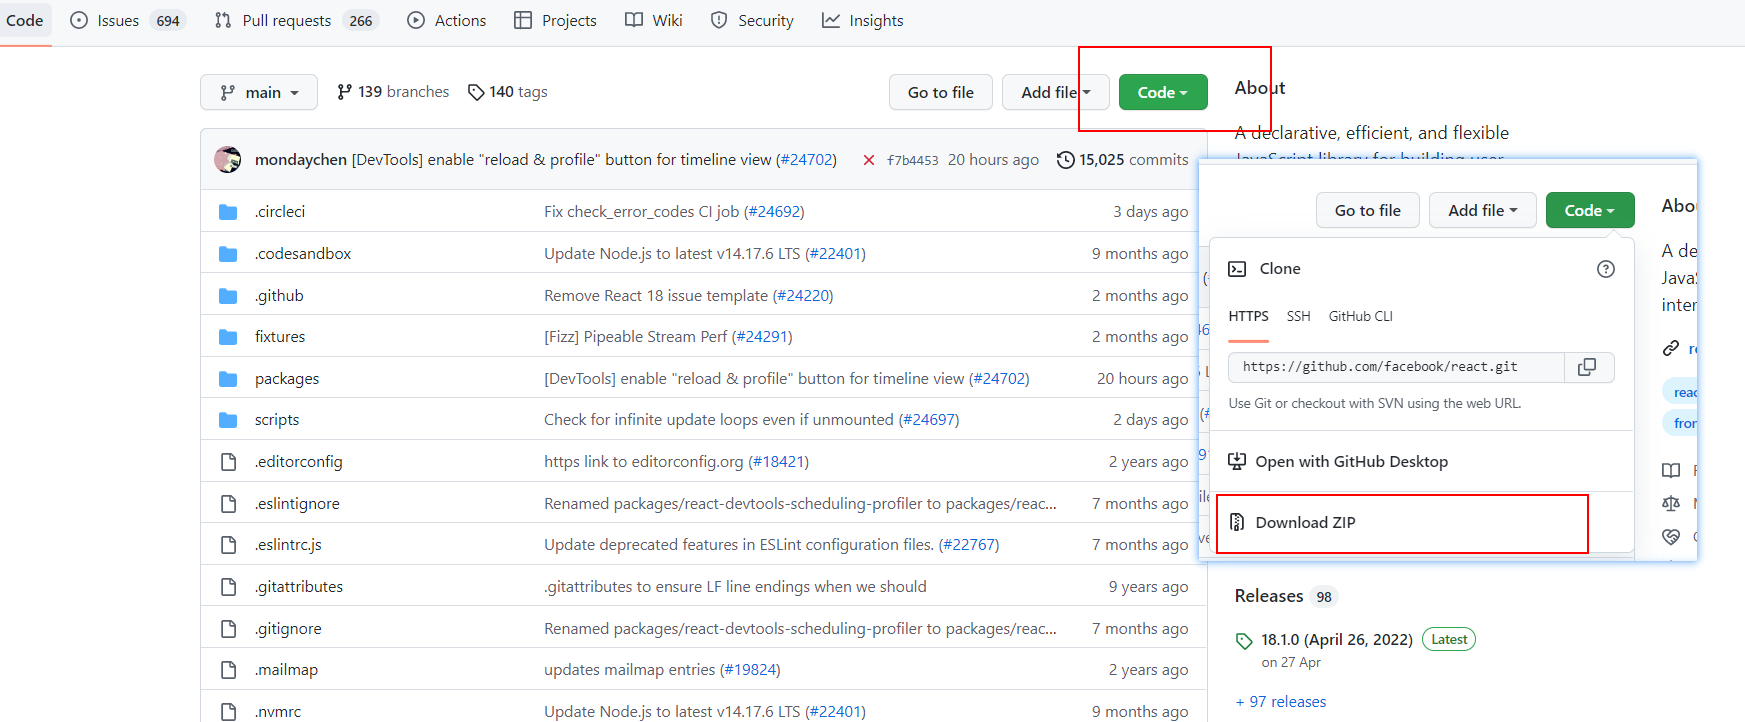 Code Issues 694 Pull requests 266 Actions Projects Wiki Security Insights
main 139 branches 140 tags Go to file Add file Code
mondaychen [DevTools] enable "reload & profile" button for timeline view (#24702) f7b4453 20 hours ago 15,025 commits
.circleci Fix check_error_codes CI job (#24692) 3 days ago
.codesandbox Update Node.js to latest v14.17.6 LTS (#22401) 9 months ago
.github Remove React 18 issue template (#24220) 2 months ago
fixtures [Fizz] Pipeable Stream Perf (#24291) 2 months ago
packages [DevTools] enable "reload & profile" button for timeline view (#24702) 20 hours ago
scripts Check for infinite update loops even if unmounted (#24697) 2 days ago
.editorconfig https link to editorconfig.org (#18421) 2 years ago
.eslintignore Renamed packages/react-devtools-scheduling-profiler to packages/reac... 7 months ago
.eslintrc.js Update deprecated features in ESLint configuration files. (#22767) 7 months ago
.gitattributes .gitattributes to ensure LF line endings when we should 9 years ago
.gitignore Renamed packages/react-devtools-scheduling-profiler to packages/reac... 7 months ago
.mailmap updates mailmap entries (#19824) 2 years ago
.nvmrc Update Node.js to latest v14.17.6 LTS (#22401) 9 months ago
About
A declarative, efficient, and flexible
JavaScript library for building user
Go to file Add file Code
Clone
HTTPS SSH GitHub CLI
https://github.com/facebook/react.git
Use Git or checkout with SVN using the web URL.
Open with GitHub Desktop
Download ZIP
Abou
A de
JavaS
inter
reac
fror
Releases 98
18.1.0 (April 26, 2022) Latest
on 27 Apr
+ 97 releases